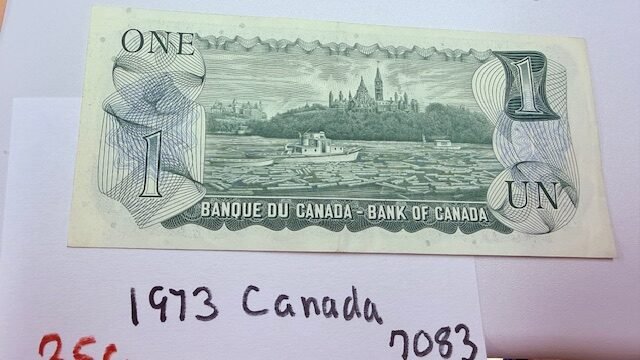 ONE
1
1
UN
BANQUE DU CANADA - BANK OF CANADA
1973 Canada
7083